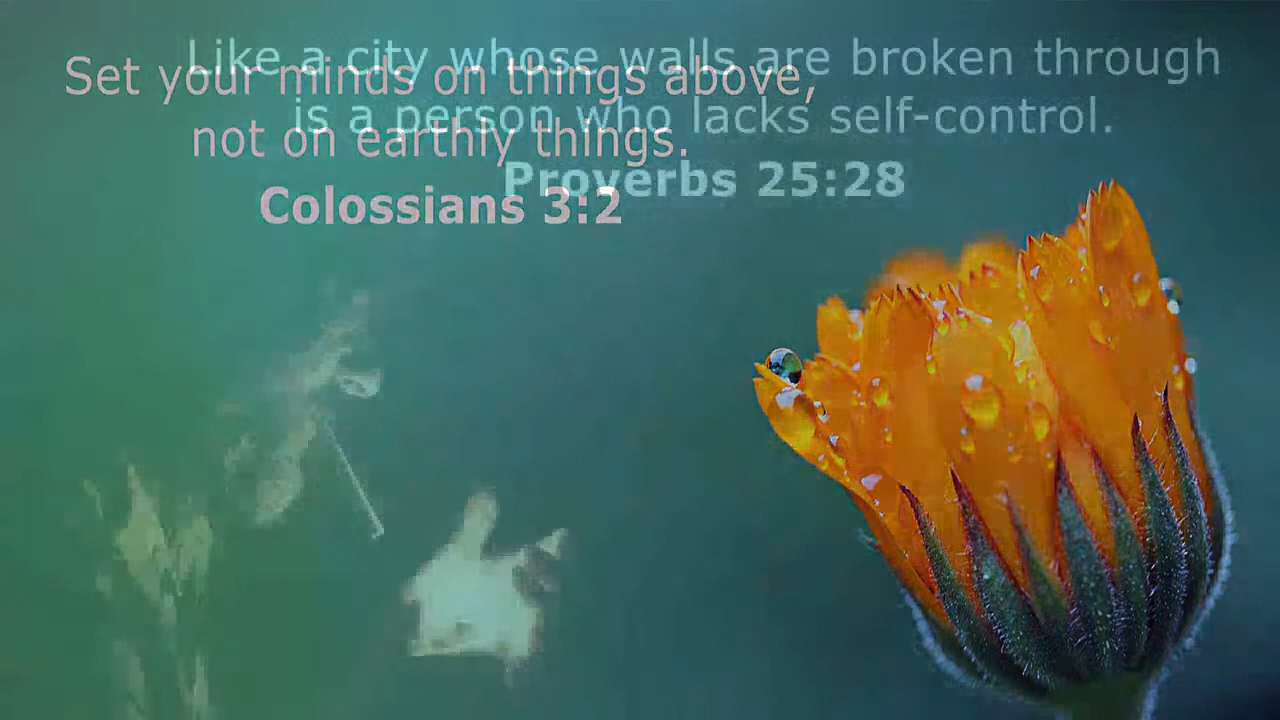 Like a city whose walls are broken through
is a person who lacks self-control.
Proverbs 25:28
Set your minds on things above,
not on earthly things.
Colossians 3:2